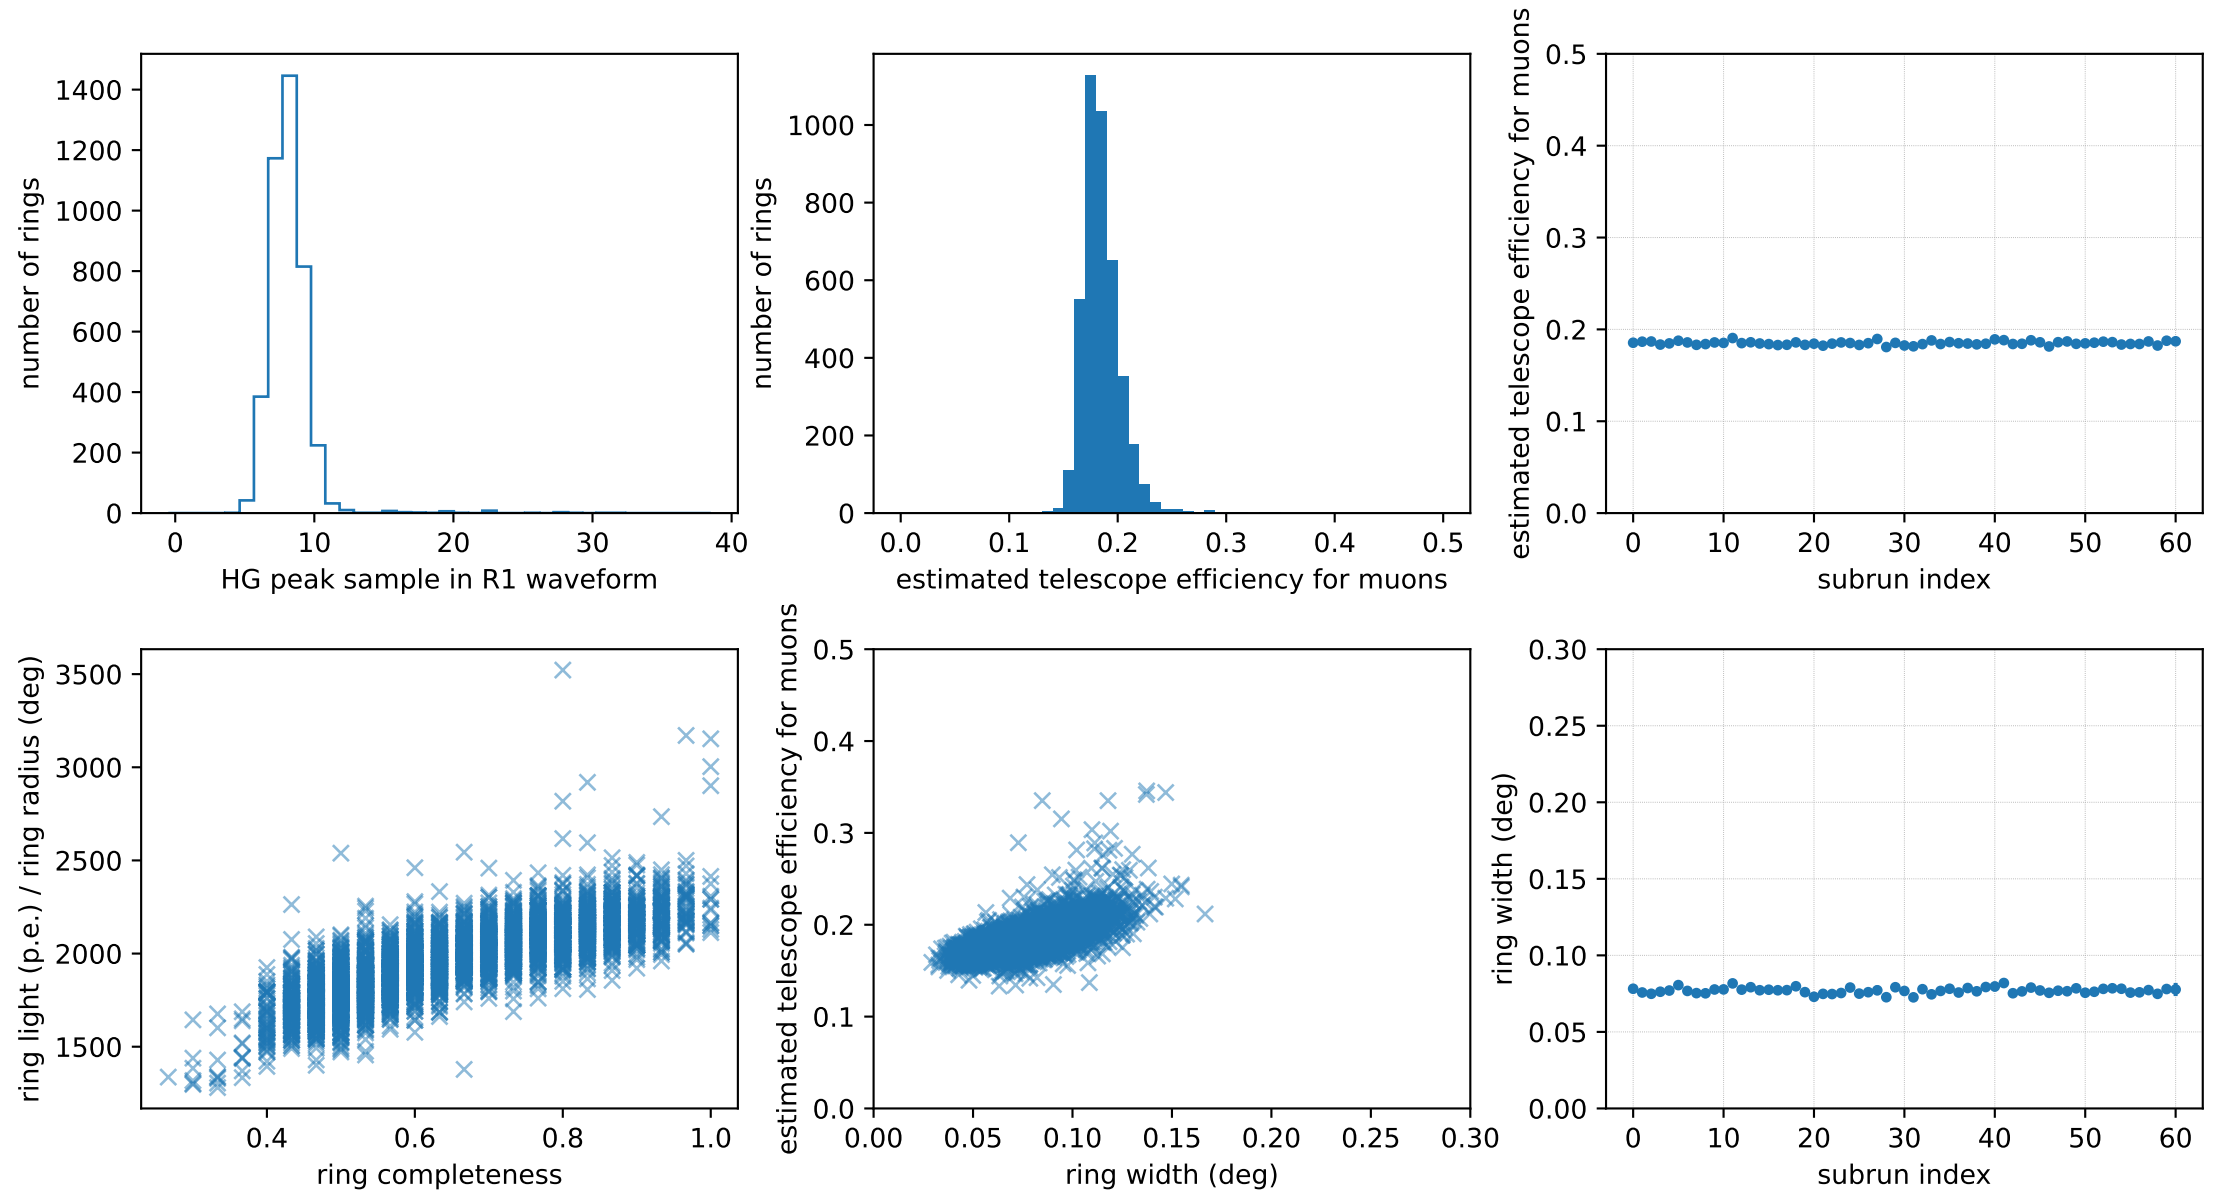 1400
1200
1000
800
600
400
200
0
number of rings
0 10 20 30 40
HG peak sample in R1 waveform
1000
800
600
400
200
0
number of rings
0.0 0.1 0.2 0.3 0.4 0.5
estimated telescope efficiency for muons
0.5
0.4
0.3
0.2
0.1
0.0
estimated telescope efficiency for muons
0 10 20 30 40 50 60
subrun index
3500
3000
2500
2000
1500
ring light (p.e.) / ring radius (deg)
0.4 0.6 0.8 1.0
ring completeness
0.5
0.4
0.3
0.2
0.1
0.0
estimated telescope efficiency for muons
0.00 0.05 0.10 0.15 0.20 0.25 0.30
ring width (deg)
0.30
0.25
0.20
0.15
0.10
0.05
0.00
ring width (deg)
0 10 20 30 40 50 60
subrun index